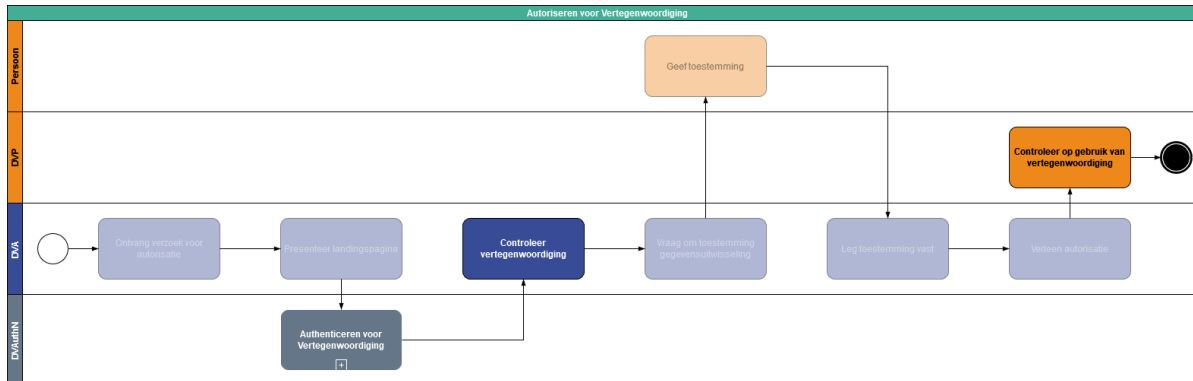 Autoriseren voor Vertegenwoordiging
Persoon
Geef toestemming
DVP
Controleer op gebruik van
vertegenwoordiging
DVA
Ontvang verzoek voor
autorisatie
Presenteer landingspagina
Controleer
vertegenwoordiging
Vraag om toestemming
gegevensuitwisseling
Leg toestemming vast
Verleen autorisatie
DVAuthN
Authenticeren voor
Vertegenwoordiging